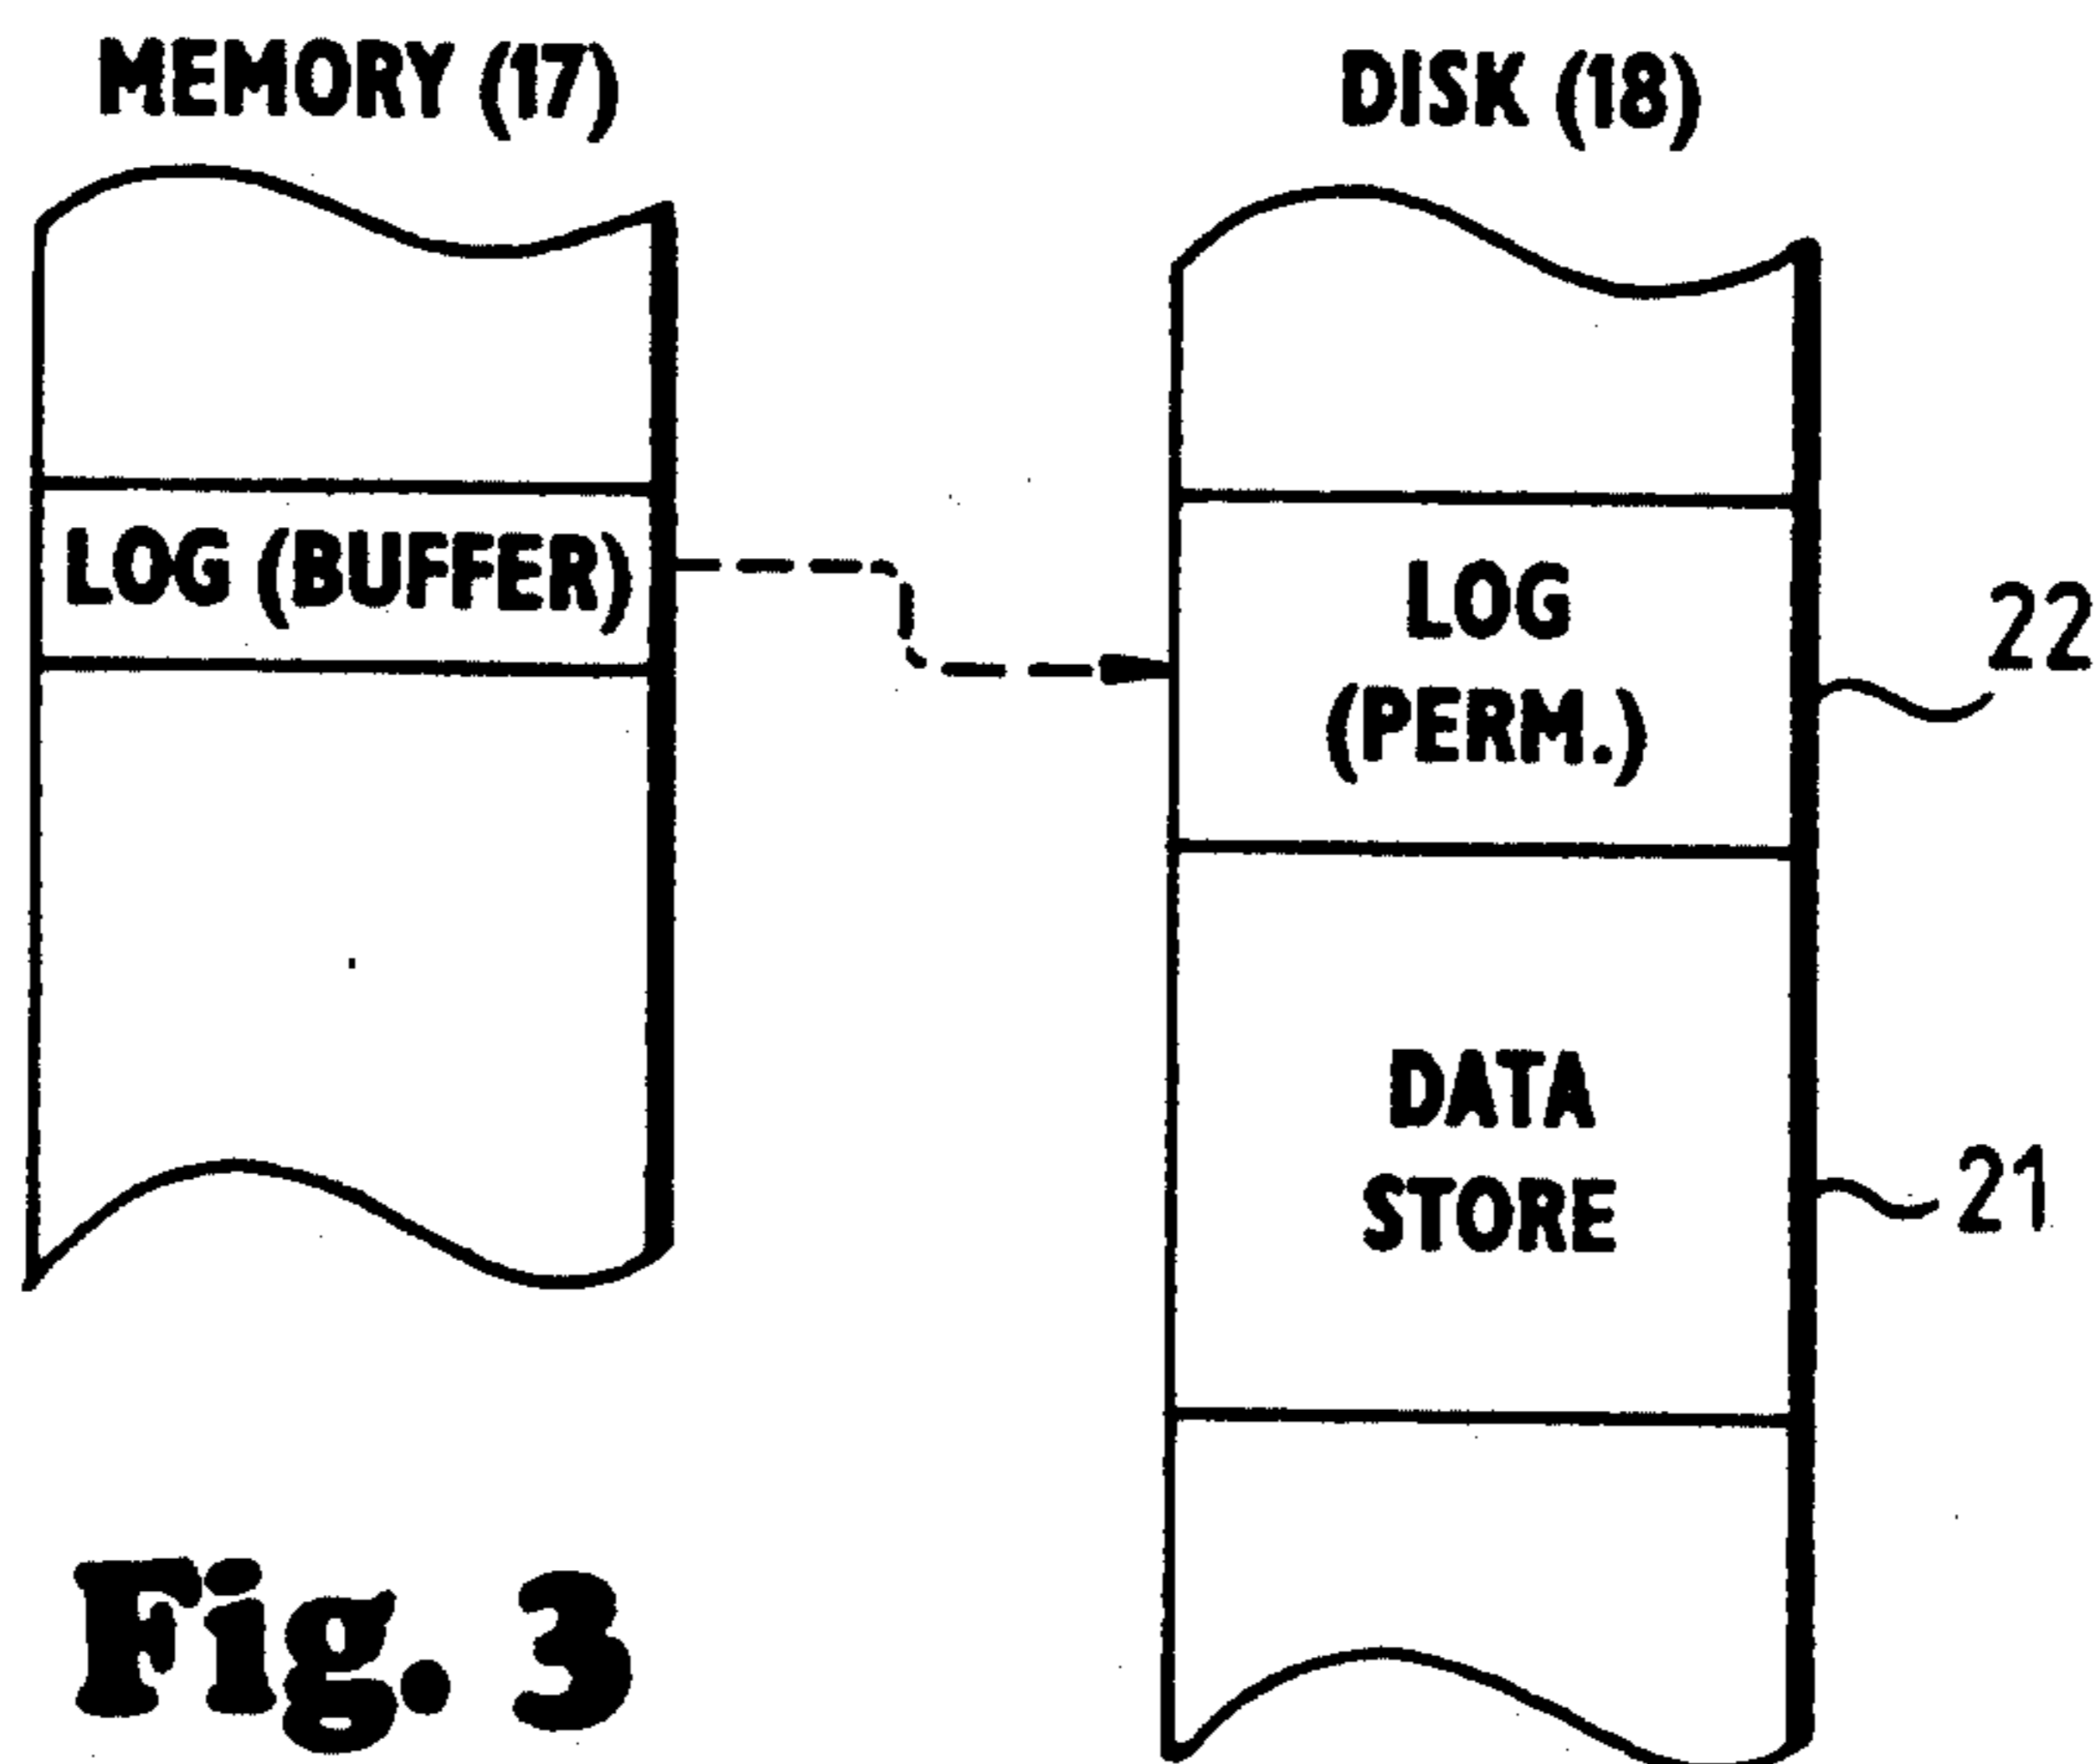 MEMORY (17)
DISK (18)
LOG (BUFFER)
LOG
(PERM.)
22
DATA
STORE
21
Fig. 3